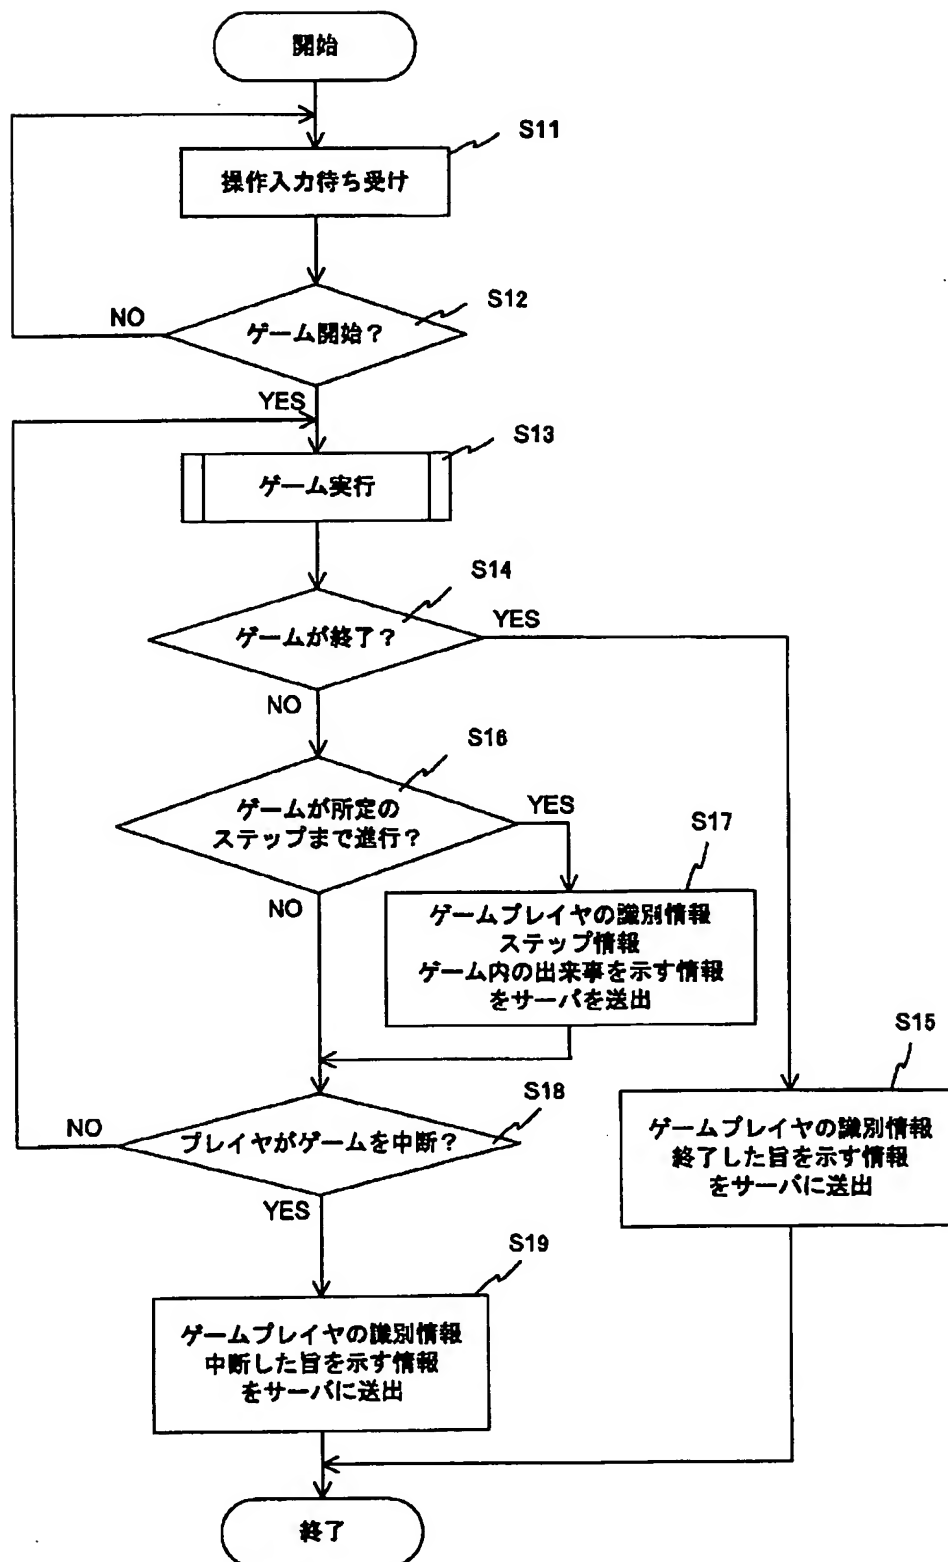 開始
S11
操作入力待ち受け
S12
ゲーム開始？
NO
YES
S13
ゲーム実行
S14
ゲームが終了？
YES
NO
S16
ゲームが所定の
ステップまで進行？
YES
NO
S17
ゲームプレイヤの識別情報
ステップ情報
ゲーム内の出来事を示す情報
をサーバを送出
S15
ゲームプレイヤの識別情報
終了した旨を示す情報
をサーバに送出
S18
プレイヤがゲームを中断？
NO
YES
S19
ゲームプレイヤの識別情報
中断した旨を示す情報
をサーバに送出
終了